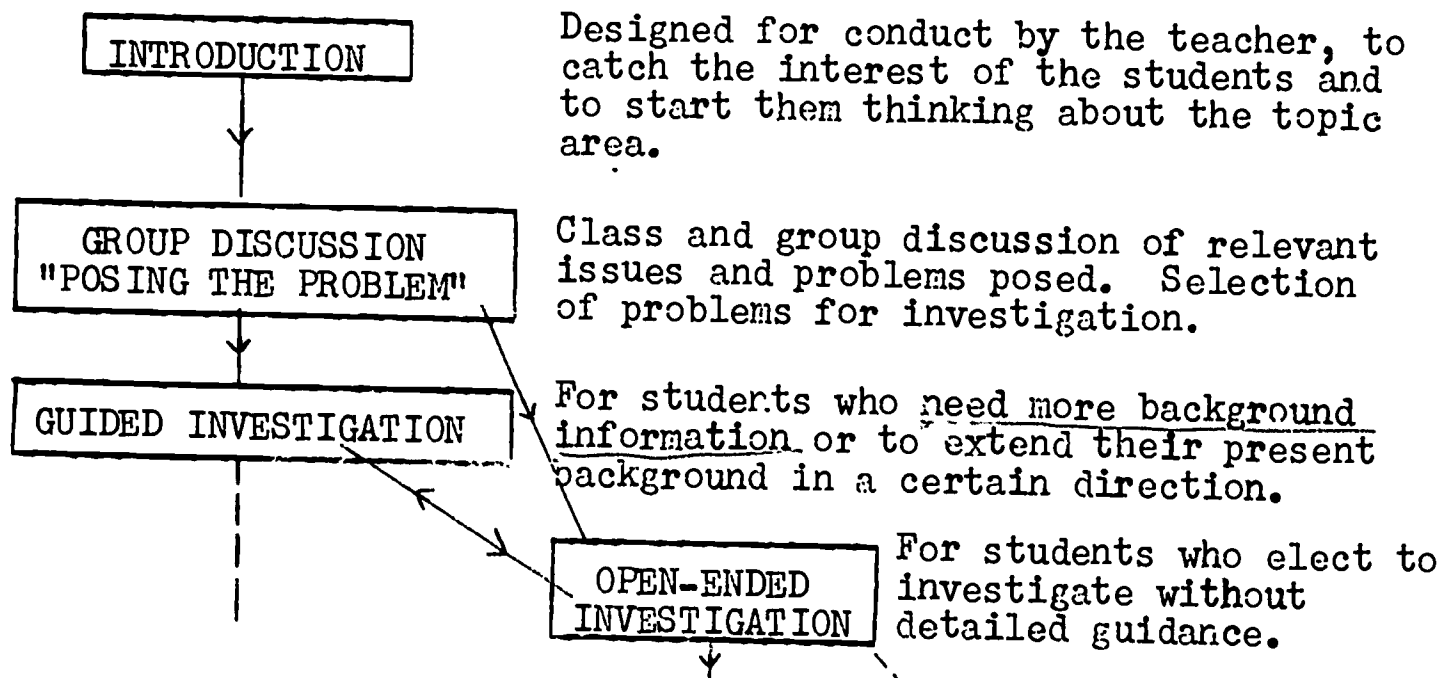 INTRODUCTION
Designed for conduct by the teacher, to
catch the interest of the students and
to start them thinking about the topic
area.
GROUP DISCUSSION
"POSING THE PROBLEM"
Class and group discussion of relevant
issues and problems posed. Selection
of problems for investigation.
GUIDED INVESTIGATION
For students who need more background
information or to extend their present
background in a certain direction.
OPEN-ENDED
INVESTIGATION
For students who elect to
investigate without
detailed guidance.